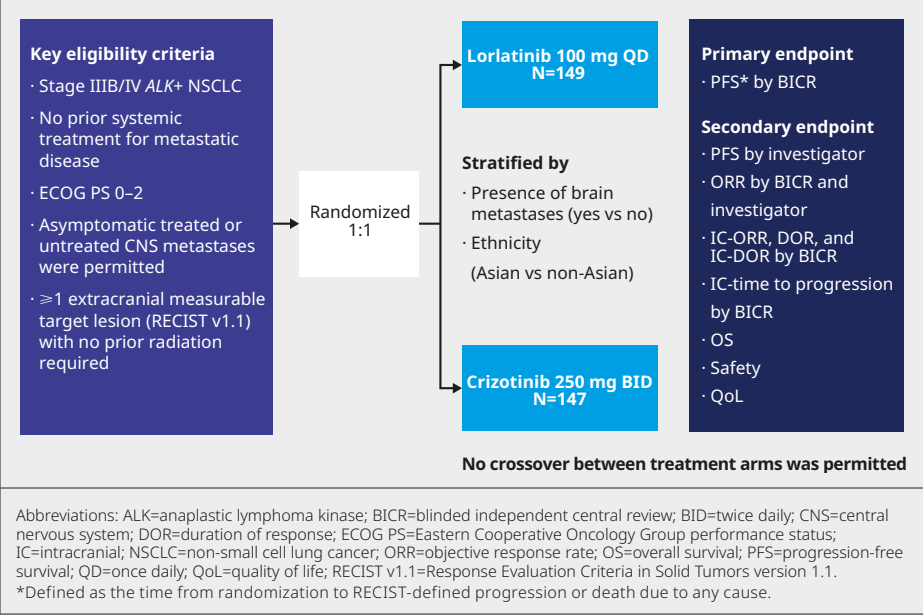 Key eligibility criteria
· Stage IIIB/IV ALK+ NSCLC
· No prior systemic
treatment for metastatic
disease
· ECOG PS 0–2
· Asymptomatic treated or
untreated CNS metastases
were permitted
· ⩾1 extracranial measurable
target lesion (RECIST v1.1)
with no prior radiation
required
Randomized
1:1
Lorlatinib 100 mg QD
N=149
Stratified by
· Presence of brain
metastases (yes vs no)
· Ethnicity
(Asian vs non-Asian)
Crizotinib 250 mg BID
N=147
Primary endpoint
· PFS* by BICR
Secondary endpoint
· PFS by investigator
· ORR by BICR and
investigator
· IC-ORR, DOR, and
IC-DOR by BICR
· IC-time to progression
by BICR
· OS
· Safety
· QoL
No crossover between treatment arms was permitted
Abbreviations: ALK=anaplastic lymphoma kinase; BICR=blinded independent central review; BID=twice daily; CNS=central
nervous system; DOR=duration of response; ECOG PS=Eastern Cooperative Oncology Group performance status;
IC=intracranial; NSCLC=non-small cell lung cancer; ORR=objective response rate; OS=overall survival; PFS=progression-free
survival; QD=once daily; QoL=quality of life; RECIST v1.1=Response Evaluation Criteria in Solid Tumors version 1.1.
*Defined as the time from randomization to RECIST-defined progression or death due to any cause.